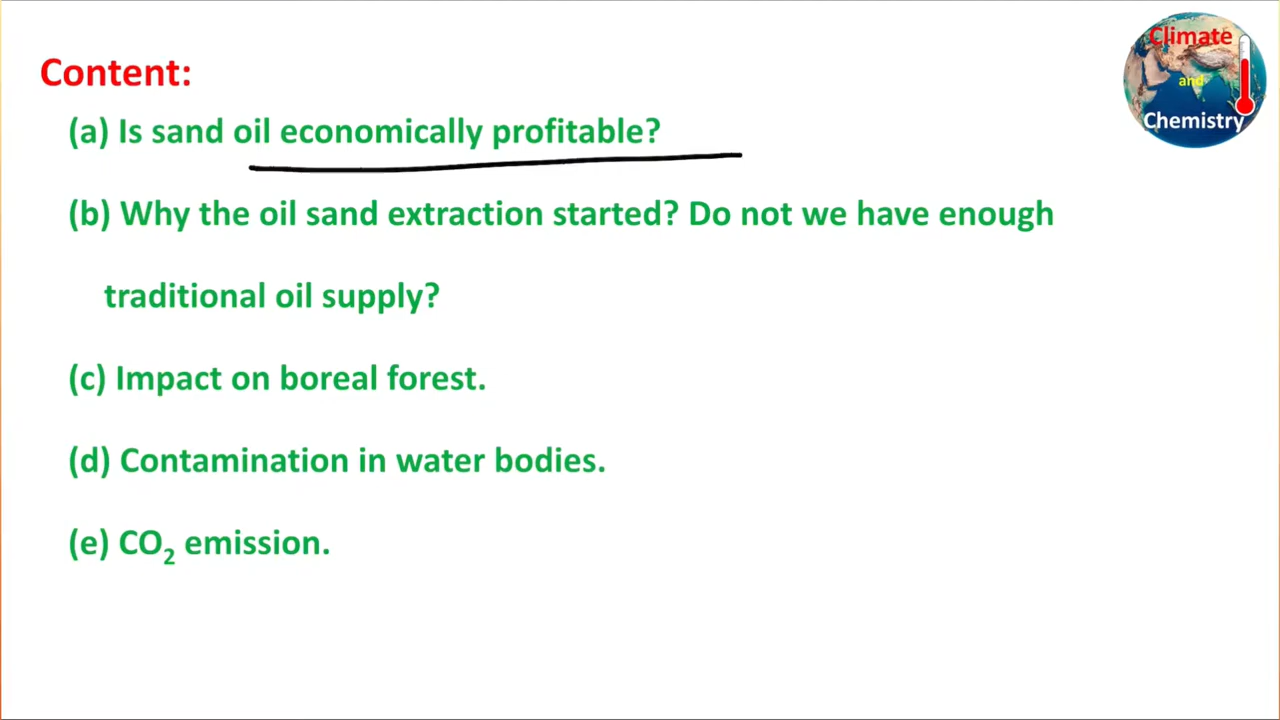 Climate
and
Chemistry
Content:
(a) Is sand oil economically profitable?
(b) Why the oil sand extraction started? Do not we have enough
traditional oil supply?
(c) Impact on boreal forest.
(d) Contamination in water bodies.
(e) CO₂ emission.